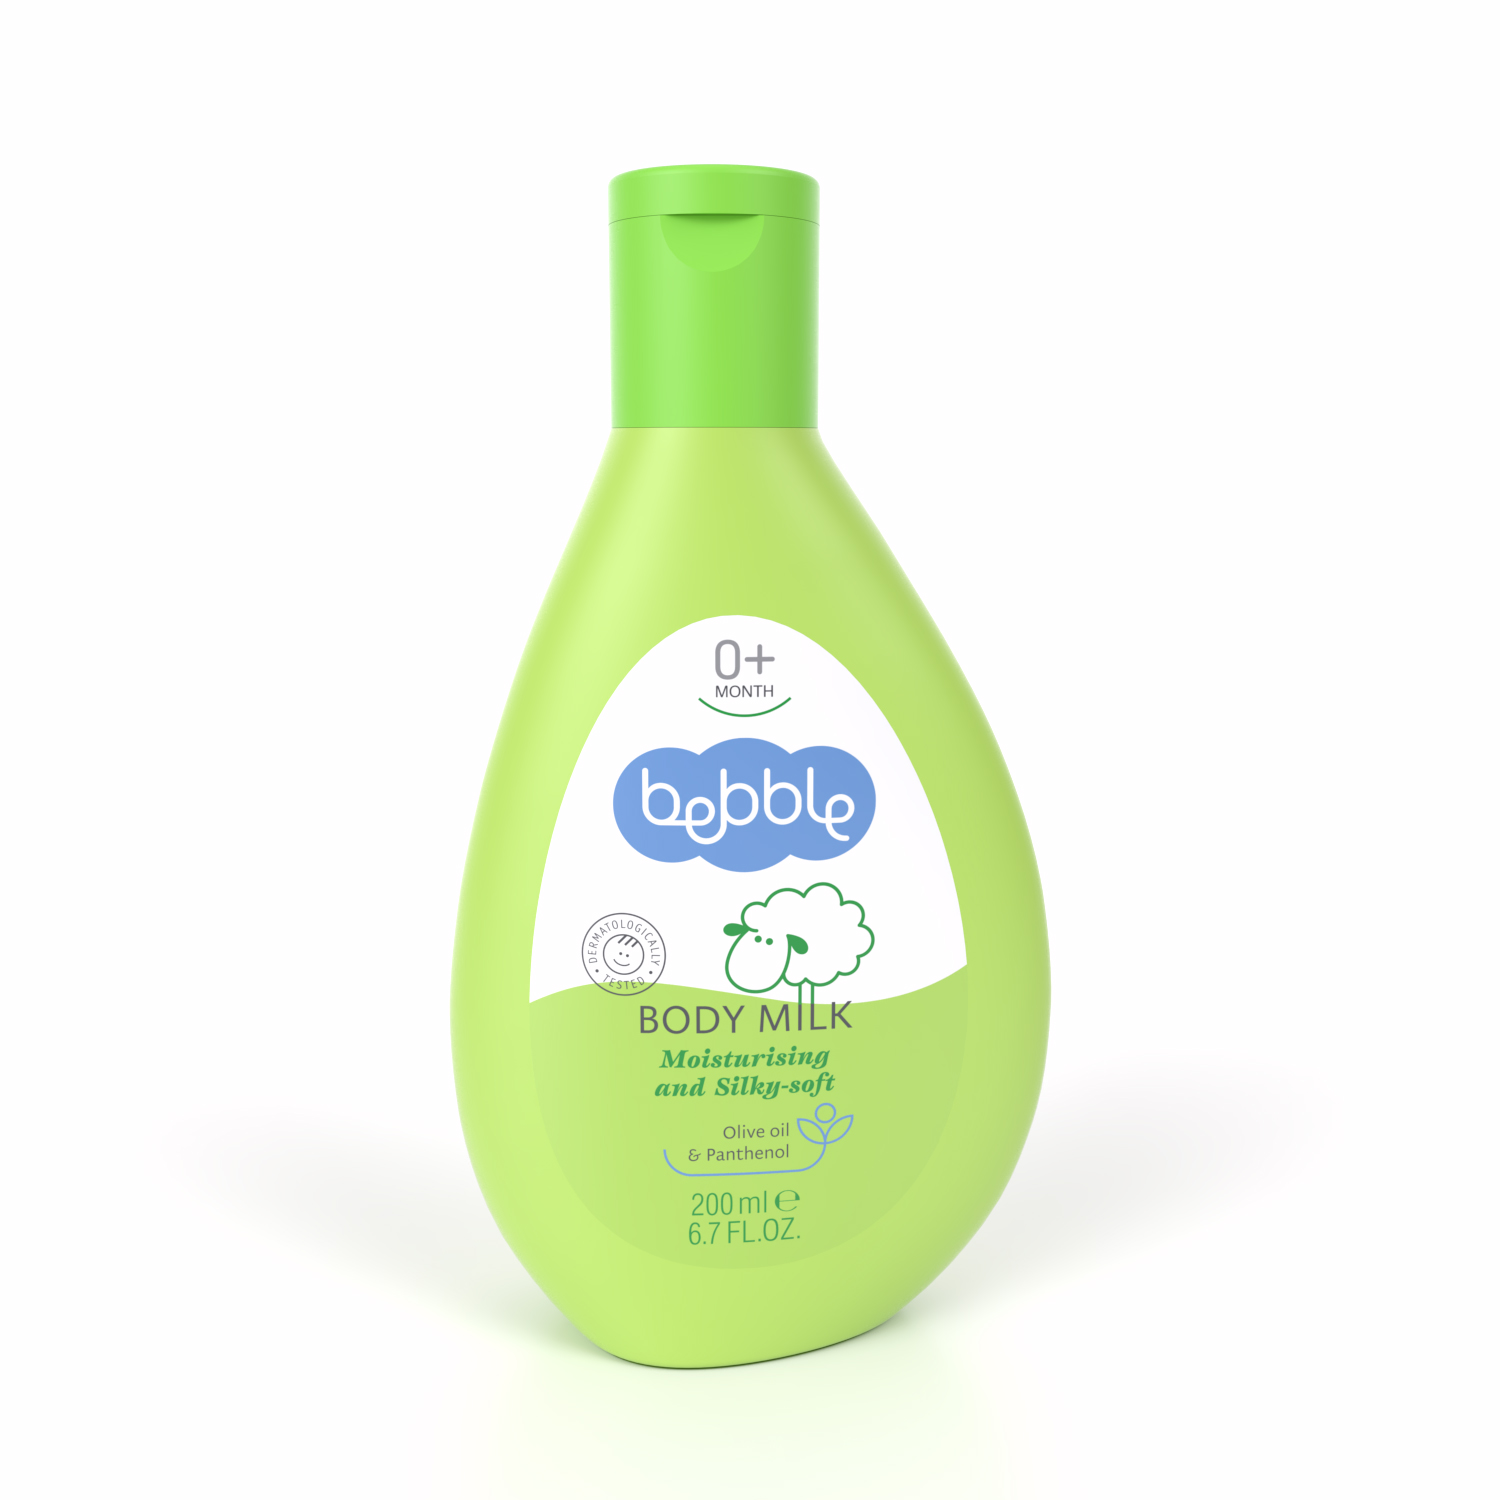 0+
MONTH
bebble
DERMATOLOGICALLY
TESTED
BODY MILK
Moisturising
and Silky-soft
Olive oil
& Panthenol
200 ml ℮
6.7 FL.OZ.